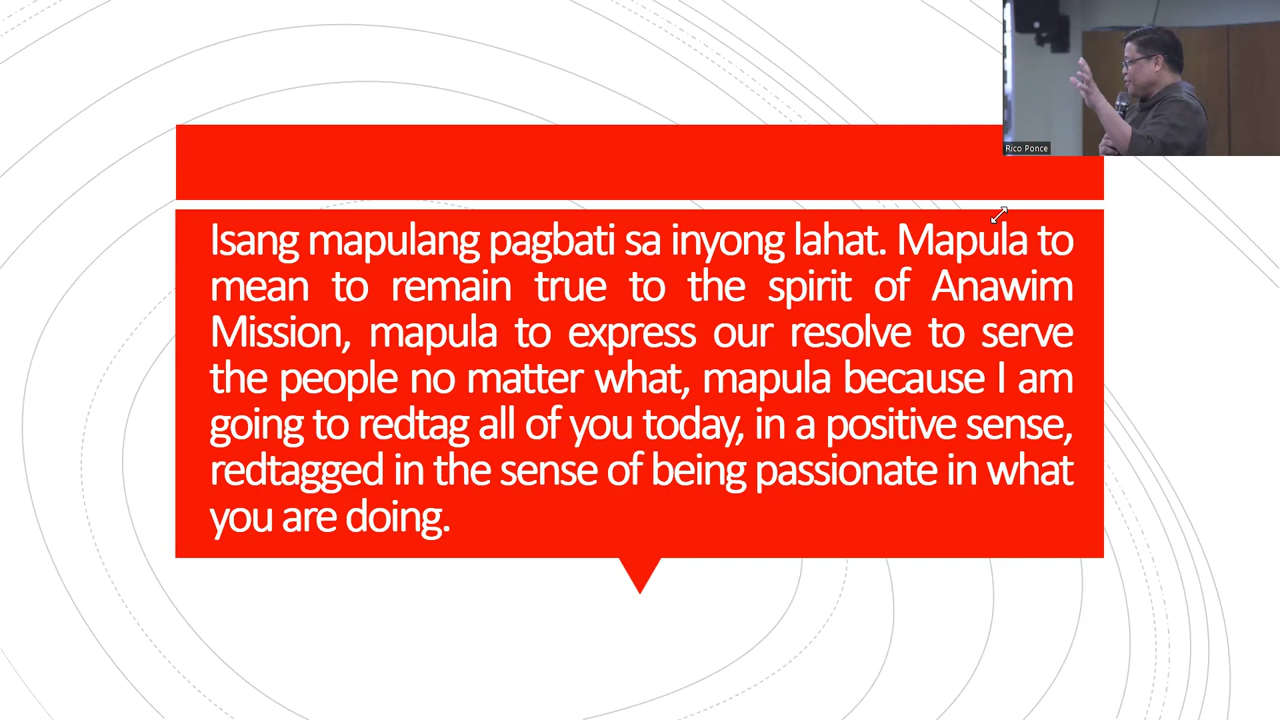 Rico Ponce
Isang mapulang pagbati sa inyong lahat. Mapula to
mean to remain true to the spirit of Anawim
Mission, mapula to express our resolve to serve
the people no matter what, mapula because I am
going to redtag all of you today, in a positive sense,
redtagged in the sense of being passionate in what
you are doing.